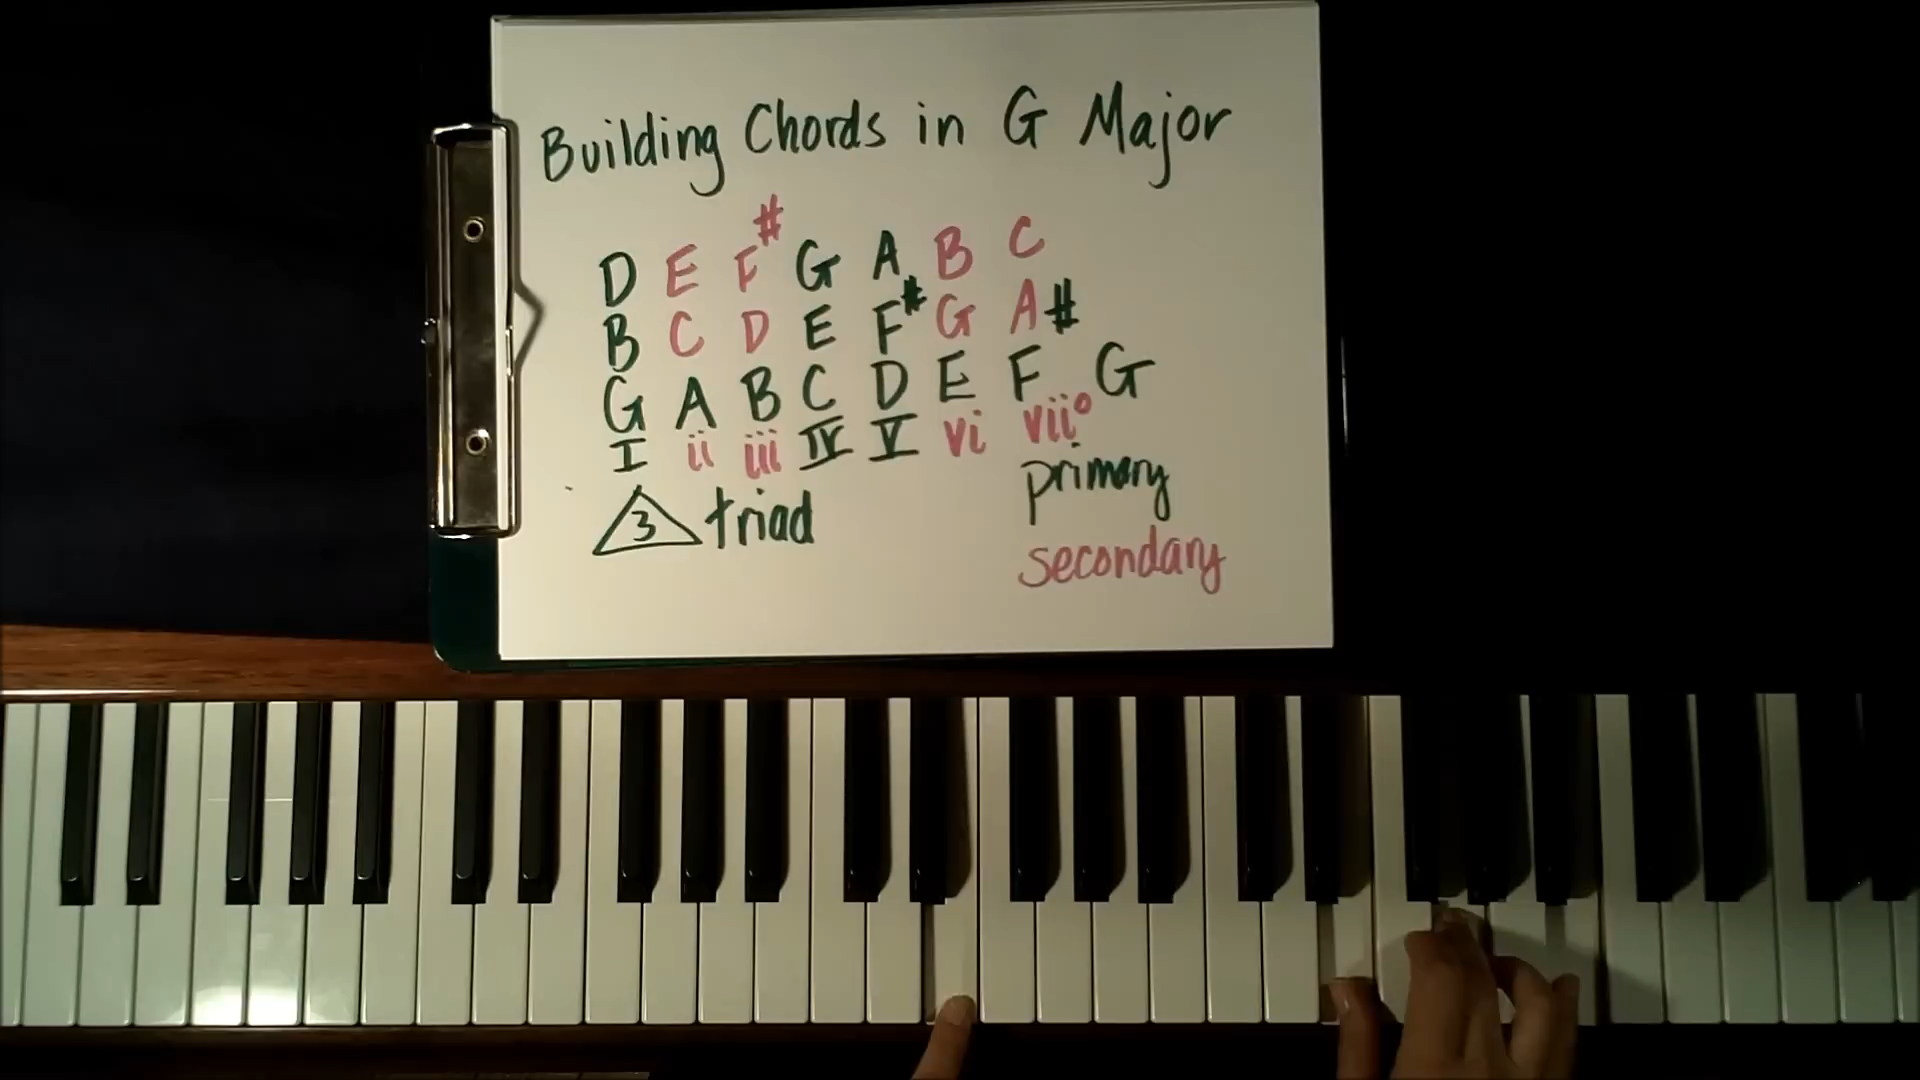 Building Chords in G Major
D E F# G A B C
B C D E F# G A#
G A B C D E F G
I ii iii IV V vi vii°
3 triad
primary
secondary